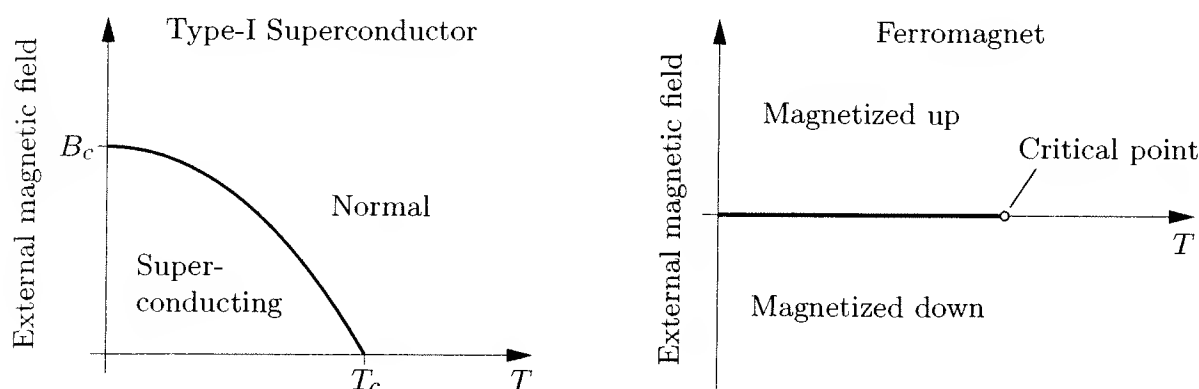 Type-I Superconductor
External magnetic field
B_c
Normal
Super-
conducting
T_c
T
Ferromagnet
External magnetic field
Magnetized up
Critical point
T
Magnetized down